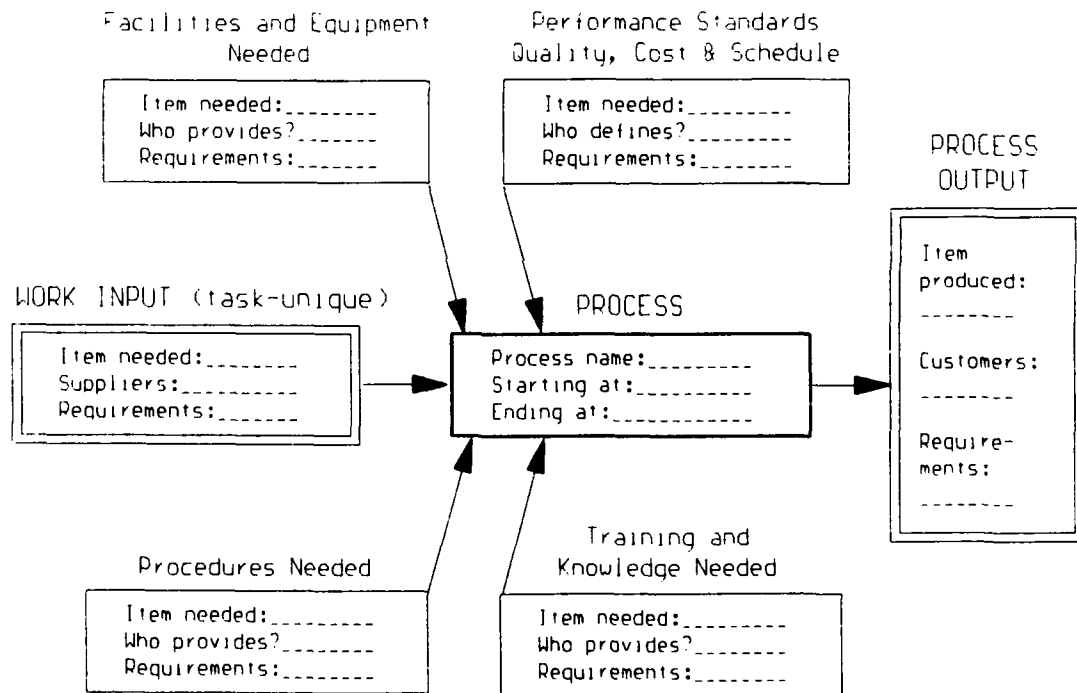 Facilities and Equipment
Needed
Item needed:________
Who provides?______
Requirements:______
Performance Standards
Quality, Cost & Schedule
Item needed:________
Who defines?_______
Requirements:_______
PROCESS
OUTPUT
Item
produced:
________
Customers:
________
Require-
ments:
________
WORK INPUT (task-unique)
Item needed:________
Suppliers:__________
Requirements:_______
PROCESS
Process name:_________
Starting at:___________
Ending at:____________
Procedures Needed
Item needed:_________
Who provides?________
Requirements:________
Training and
Knowledge Needed
Item needed:_________
Who provides?________
Requirements:________